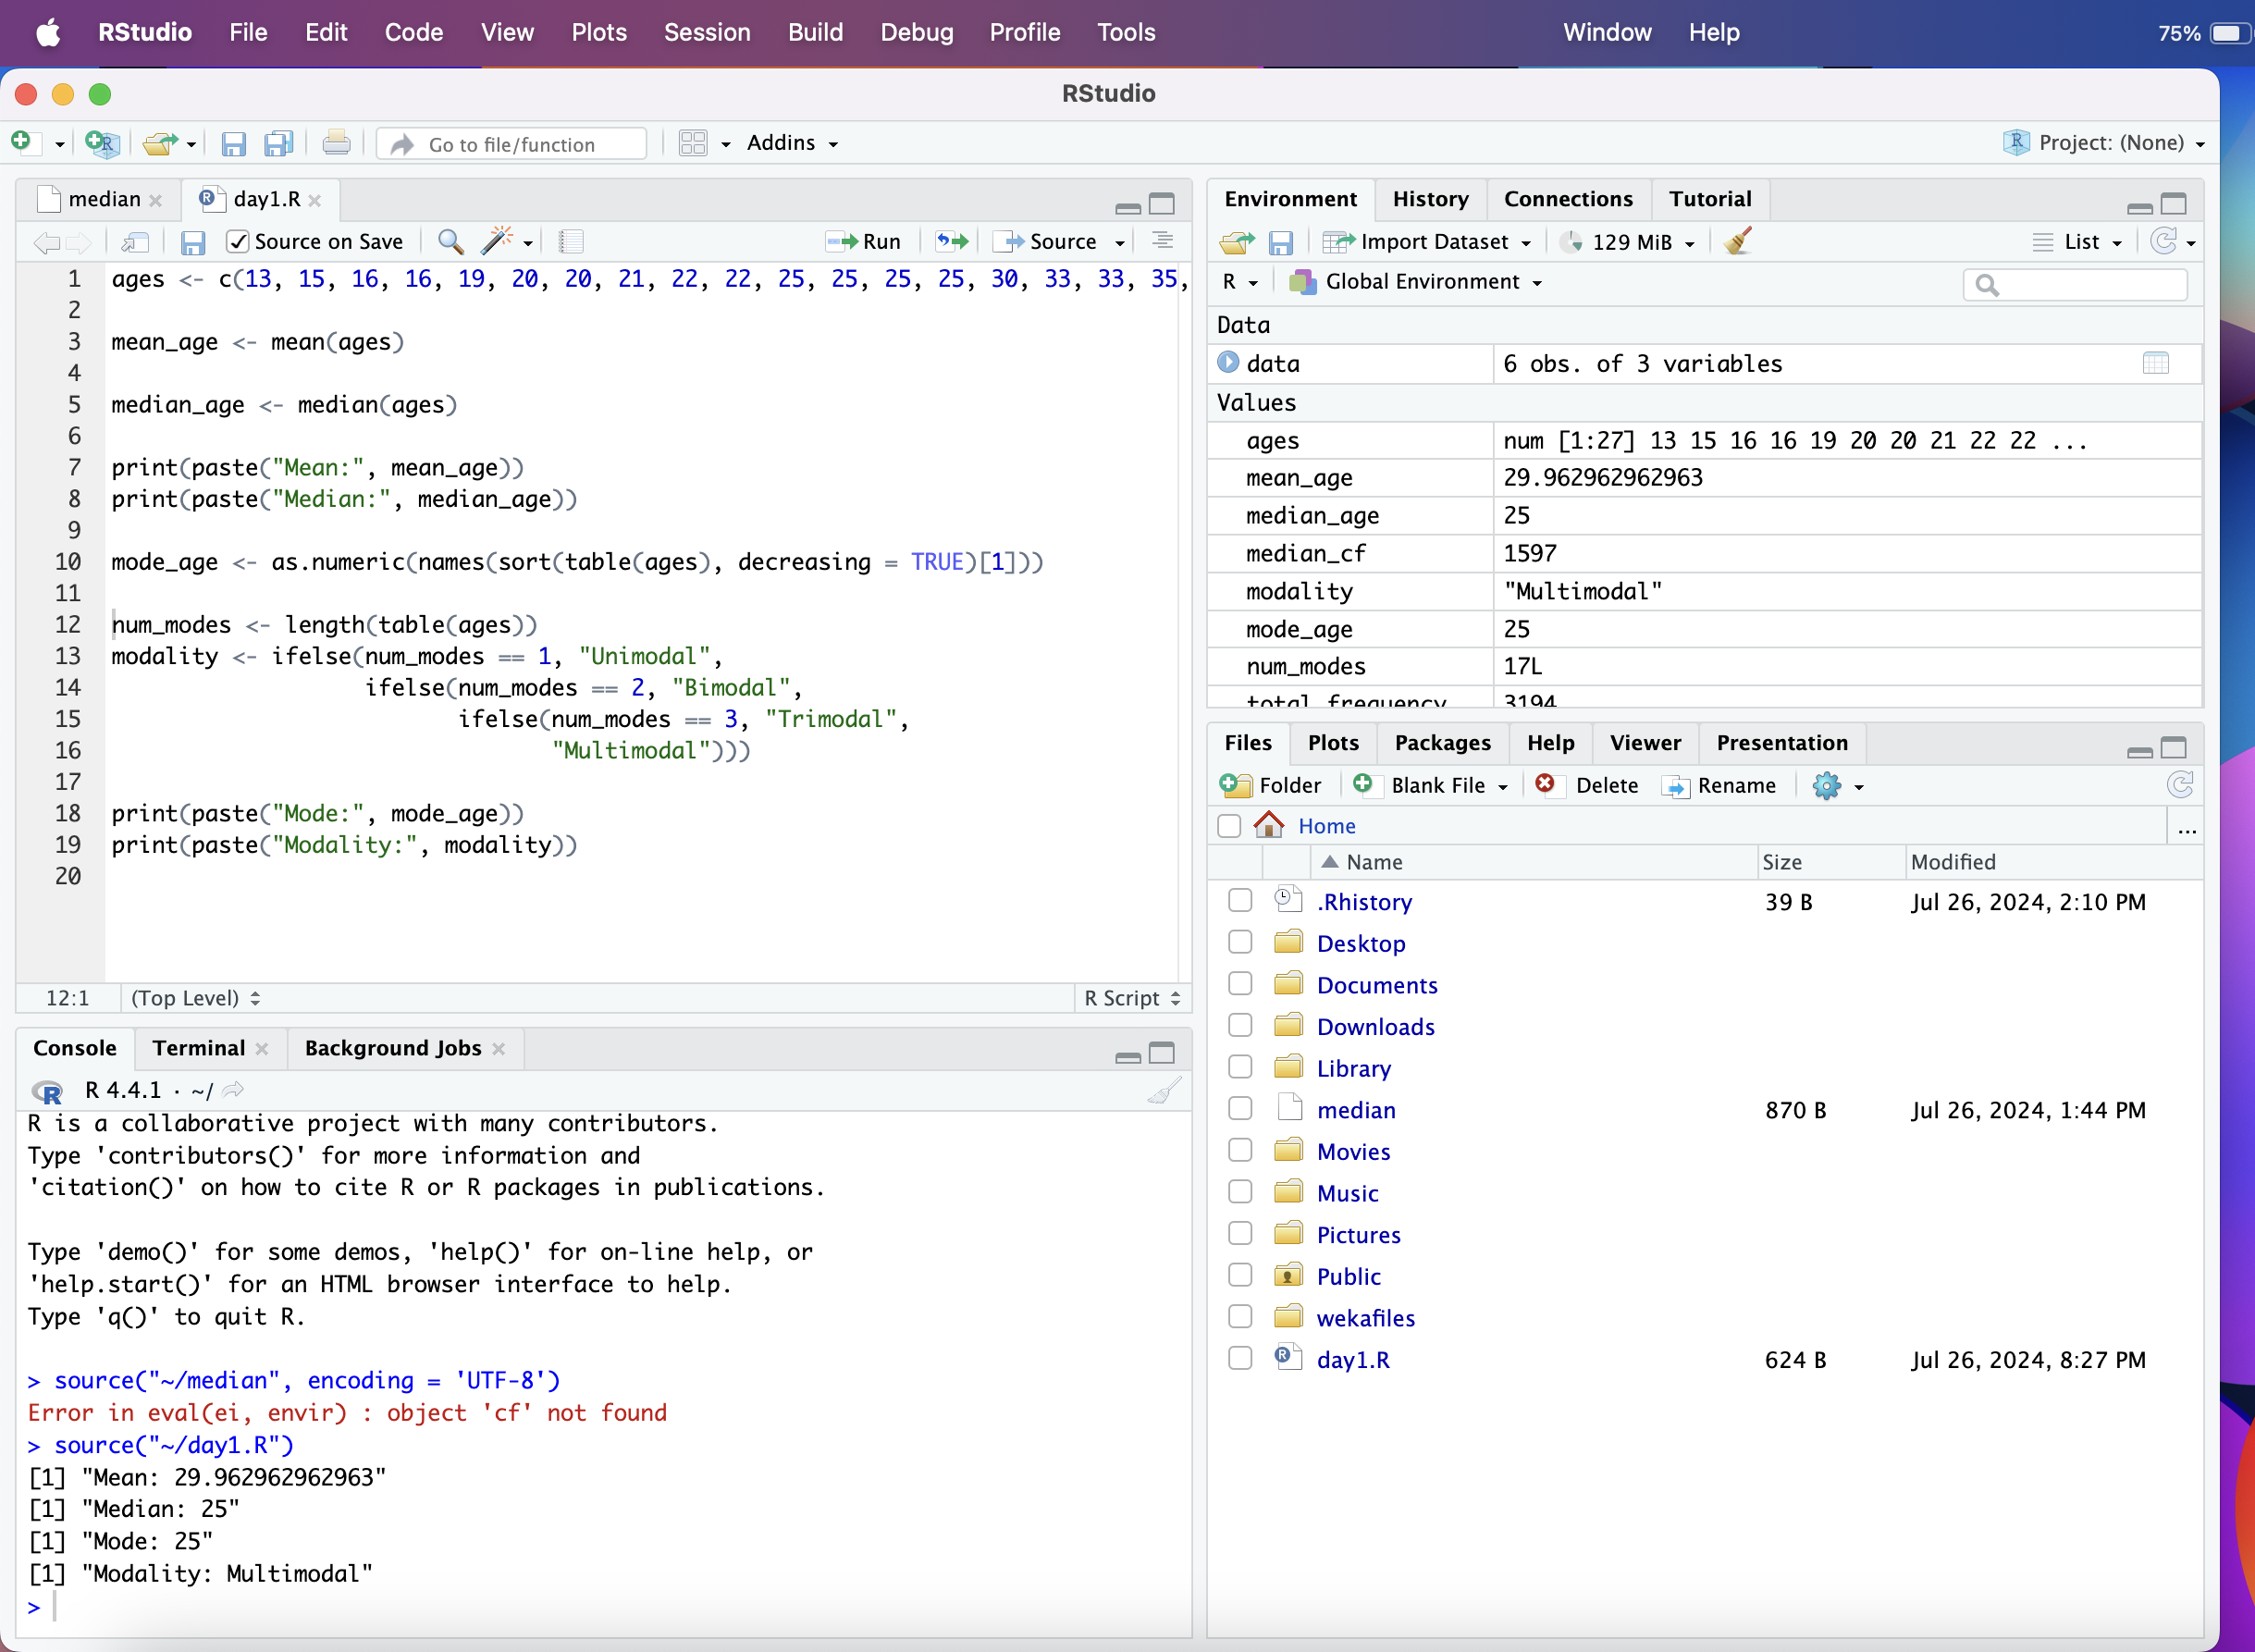 RStudio File Edit Code View Plots Session Build Debug Profile Tools Window Help 75%
RStudio
Go to file/function Addins Project: (None)
median day1.R
Source on Save Run Source
1 ages <- c(13, 15, 16, 16, 19, 20, 20, 21, 22, 22, 25, 25, 25, 25, 30, 33, 33, 35,
2
3 mean_age <- mean(ages)
4
5 median_age <- median(ages)
6
7 print(paste("Mean:", mean_age))
8 print(paste("Median:", median_age))
9
10 mode_age <- as.numeric(names(sort(table(ages), decreasing = TRUE)[1]))
11
12 num_modes <- length(table(ages))
13 modality <- ifelse(num_modes == 1, "Unimodal",
14 ifelse(num_modes == 2, "Bimodal",
15 ifelse(num_modes == 3, "Trimodal",
16 "Multimodal")))
17
18 print(paste("Mode:", mode_age))
19 print(paste("Modality:", modality))
20
12:1 (Top Level) R Script
Console Terminal Background Jobs
R R 4.4.1 · ~/
R is a collaborative project with many contributors.
Type 'contributors()' for more information and
'citation()' on how to cite R or R packages in publications.
Type 'demo()' for some demos, 'help()' for on-line help, or
'help.start()' for an HTML browser interface to help.
Type 'q()' to quit R.
> source("~/median", encoding = 'UTF-8')
Error in eval(ei, envir) : object 'cf' not found
> source("~/day1.R")
[1] "Mean: 29.962962962963"
[1] "Median: 25"
[1] "Mode: 25"
[1] "Modality: Multimodal"
>
Environment History Connections Tutorial
Import Dataset 129 MiB List
R Global Environment
Data
data 6 obs. of 3 variables
Values
ages num [1:27] 13 15 16 16 19 20 20 21 22 22 ...
mean_age 29.962962962963
median_age 25
median_cf 1597
modality "Multimodal"
mode_age 25
num_modes 17L
total_frequency 3194
Files Plots Packages Help Viewer Presentation
Folder Blank File Delete Rename
Home ...
Name Size Modified
.Rhistory 39 B Jul 26, 2024, 2:10 PM
Desktop
Documents
Downloads
Library
median 870 B Jul 26, 2024, 1:44 PM
Movies
Music
Pictures
Public
wekafiles
day1.R 624 B Jul 26, 2024, 8:27 PM